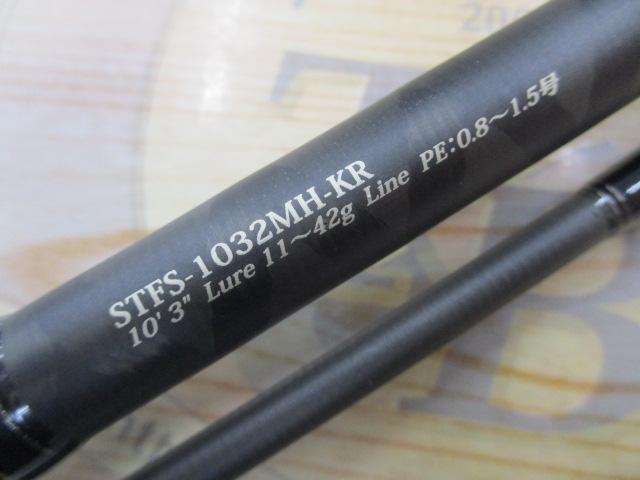 STFS-1032MH-KR
10' 3" Lure 11～42g Line PE:0.8～1.5号